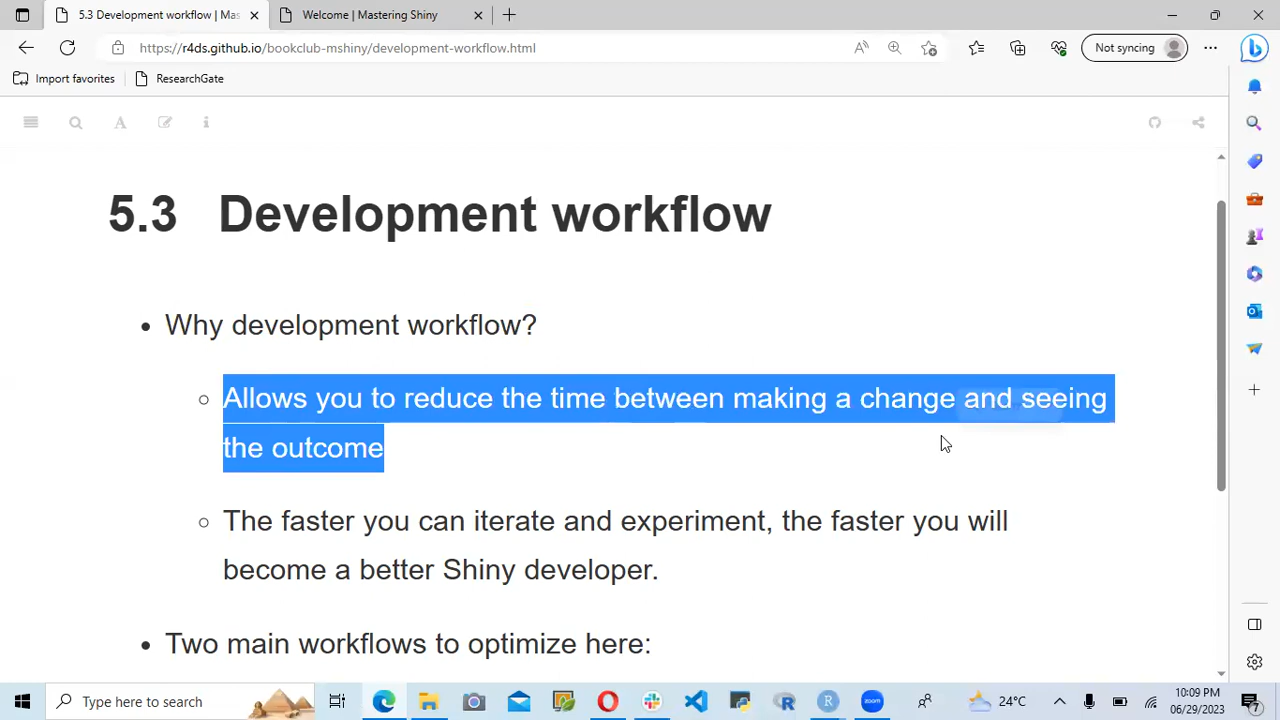 5.3 Development workflow | Mas
Welcome | Mastering Shiny
https://r4ds.github.io/bookclub-mshiny/development-workflow.html
Not syncing
Import favorites
ResearchGate
5.3 Development workflow
• Why development workflow?
○ Allows you to reduce the time between making a change and seeing
the outcome
○ The faster you can iterate and experiment, the faster you will
become a better Shiny developer.
• Two main workflows to optimize here:
Type here to search
24°C
10:09 PM
06/29/2023